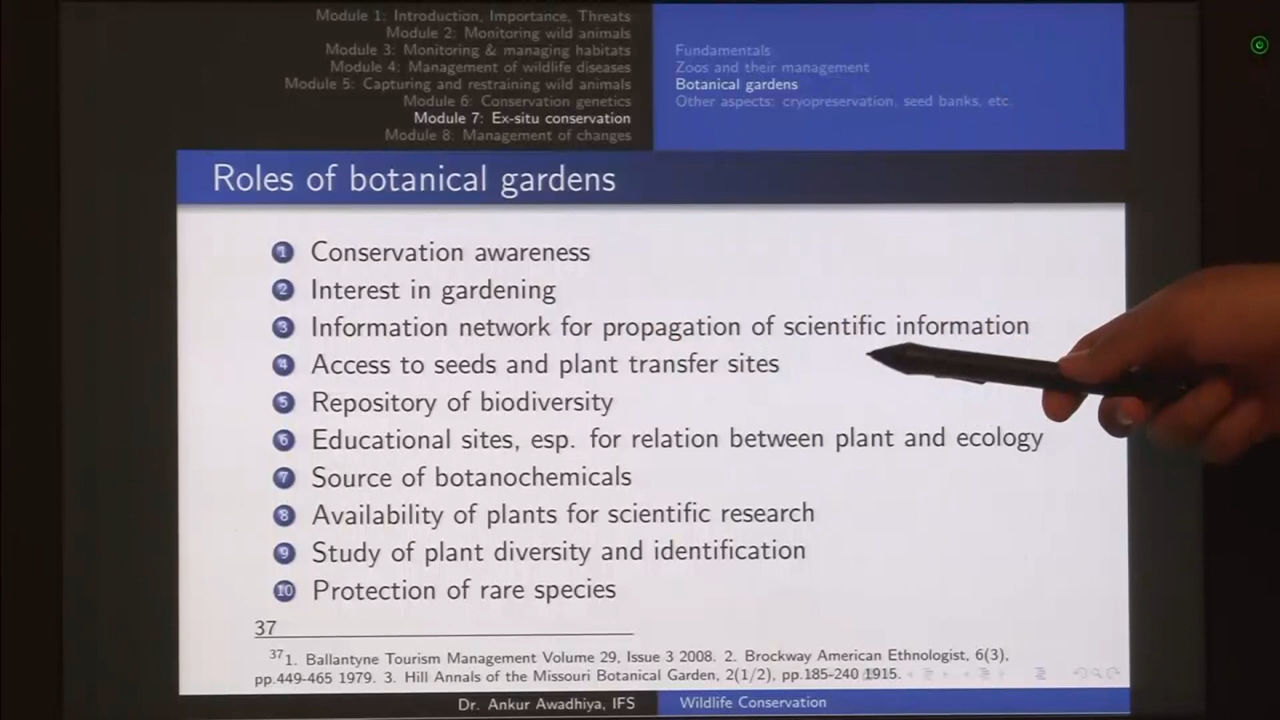 Module 1: Introduction, Importance, Threats
Module 2: Monitoring wild animals
Module 3: Monitoring & managing habitats
Module 4: Management of wildlife diseases
Module 5: Capturing and restraining wild animals
Module 6: Conservation genetics
Module 7: Ex-situ conservation
Module 8: Management of changes
Fundamentals
Zoos and their management
Botanical gardens
Other aspects: cryopreservation, seed banks, etc.
Roles of botanical gardens
1 Conservation awareness
2 Interest in gardening
3 Information network for propagation of scientific information
4 Access to seeds and plant transfer sites
5 Repository of biodiversity
6 Educational sites, esp. for relation between plant and ecology
7 Source of botanochemicals
8 Availability of plants for scientific research
9 Study of plant diversity and identification
10 Protection of rare species
37
37 1. Ballantyne Tourism Management Volume 29, Issue 3 2008. 2. Brockway American Ethnologist, 6(3),
pp.449-465 1979. 3. Hill Annals of the Missouri Botanical Garden, 2(1/2), pp.185-240 1915.
Dr. Ankur Awadhiya, IFS
Wildlife Conservation